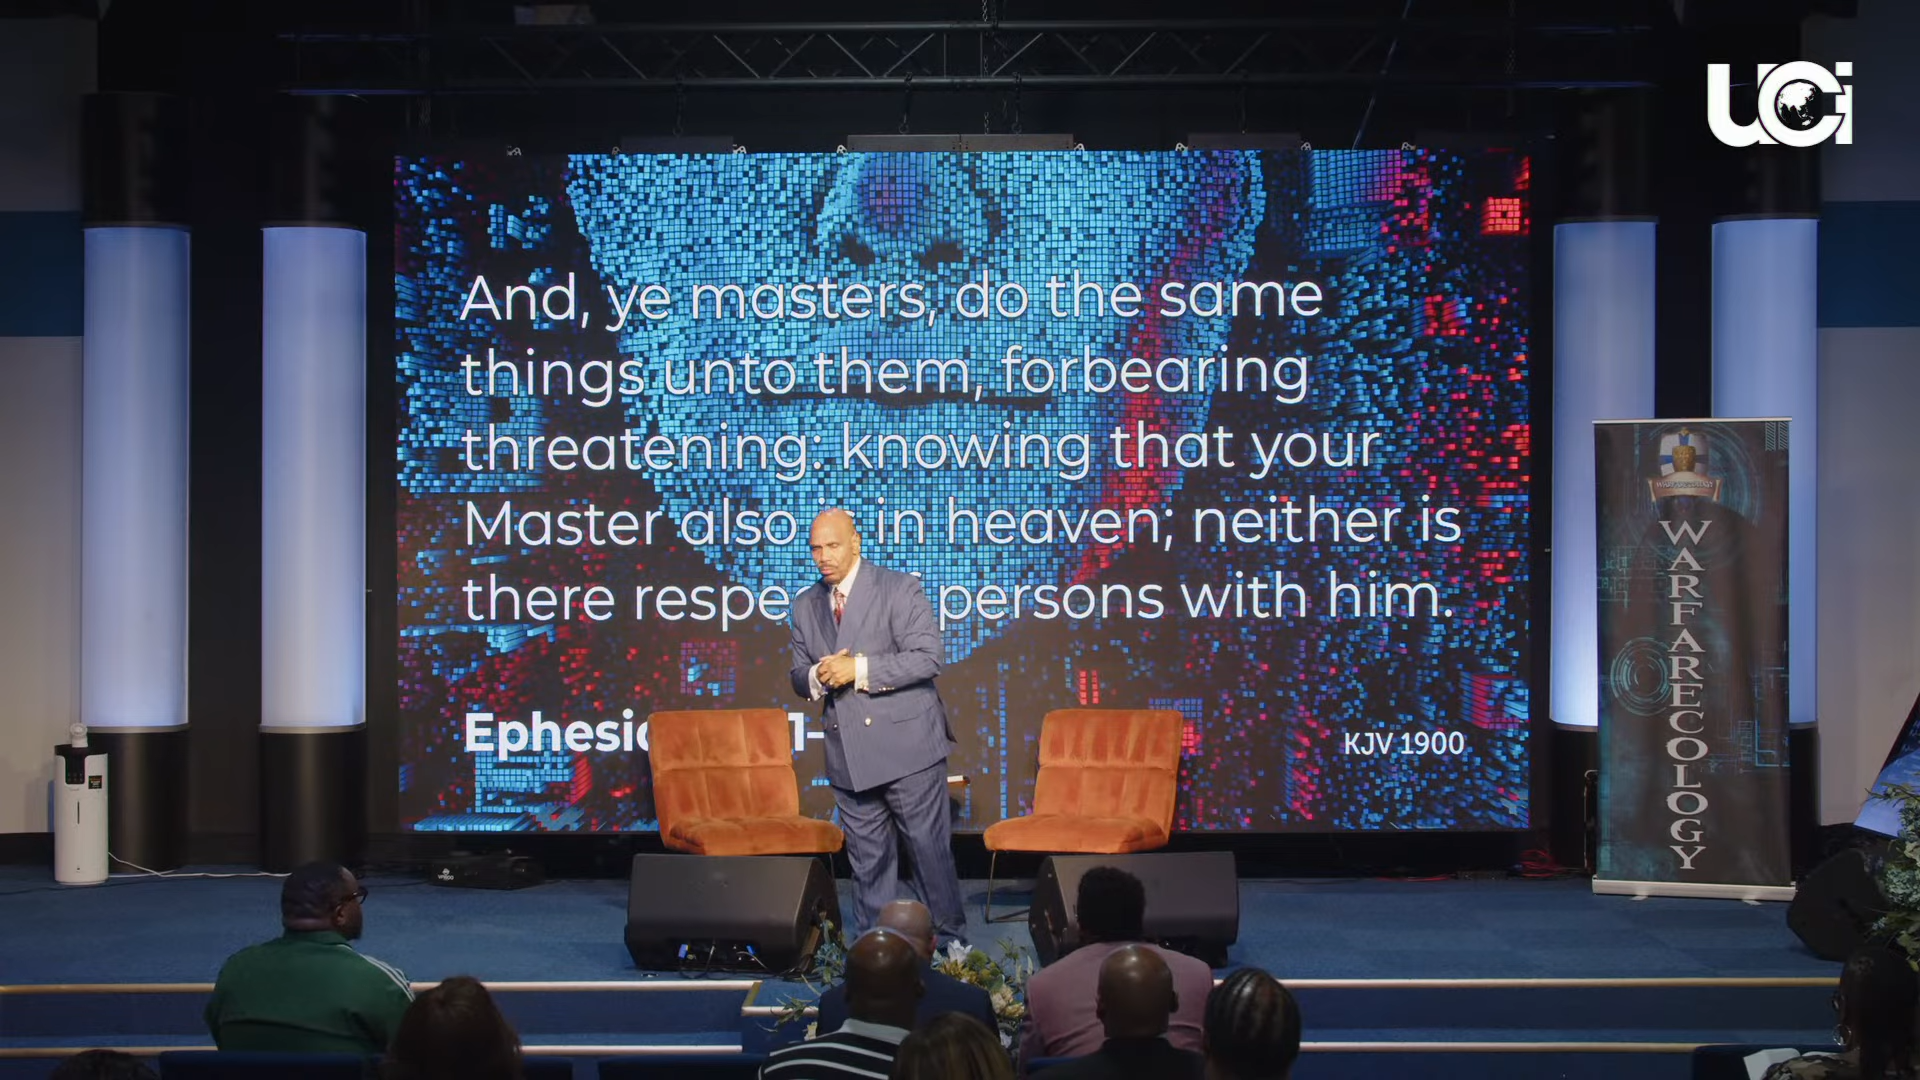 UCi
And, ye masters, do the same
things unto them, forbearing
threatening: knowing that your
Master also in heaven; neither is
there persons with him.
KJV 1900
WARFARECOLOGY